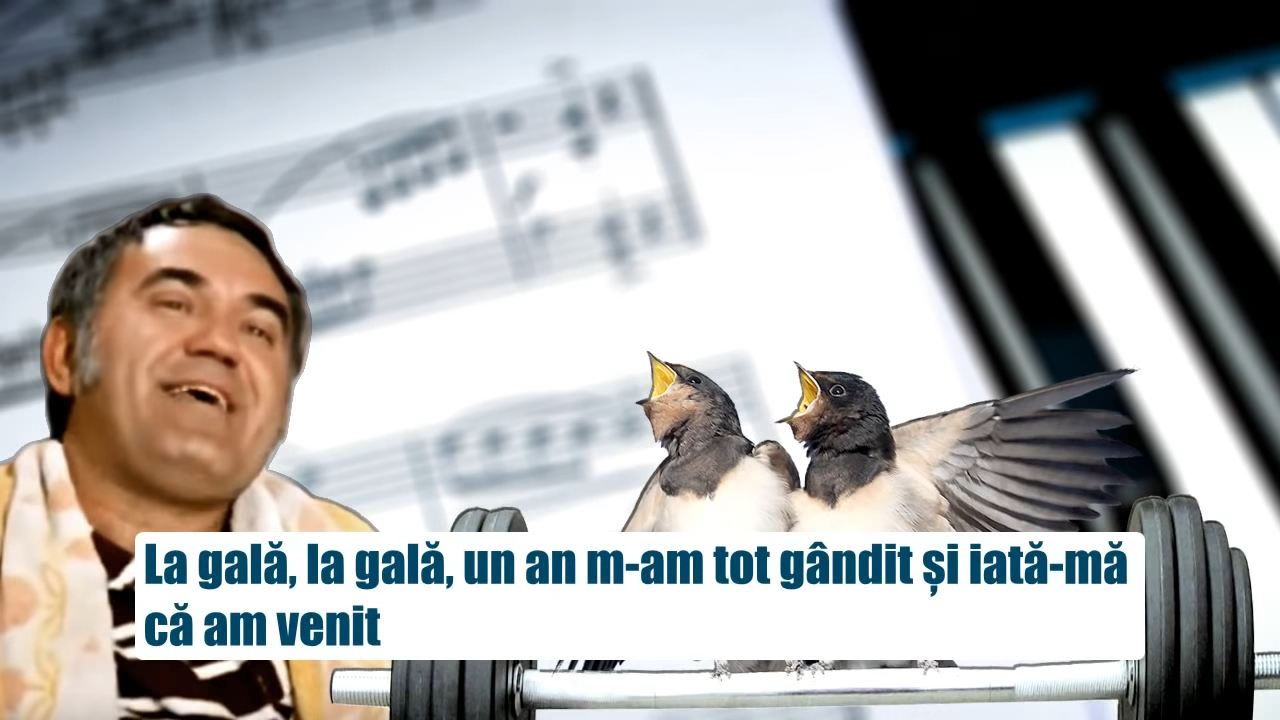 La gală, la gală, un an m-am tot gândit și iată-mă
că am venit